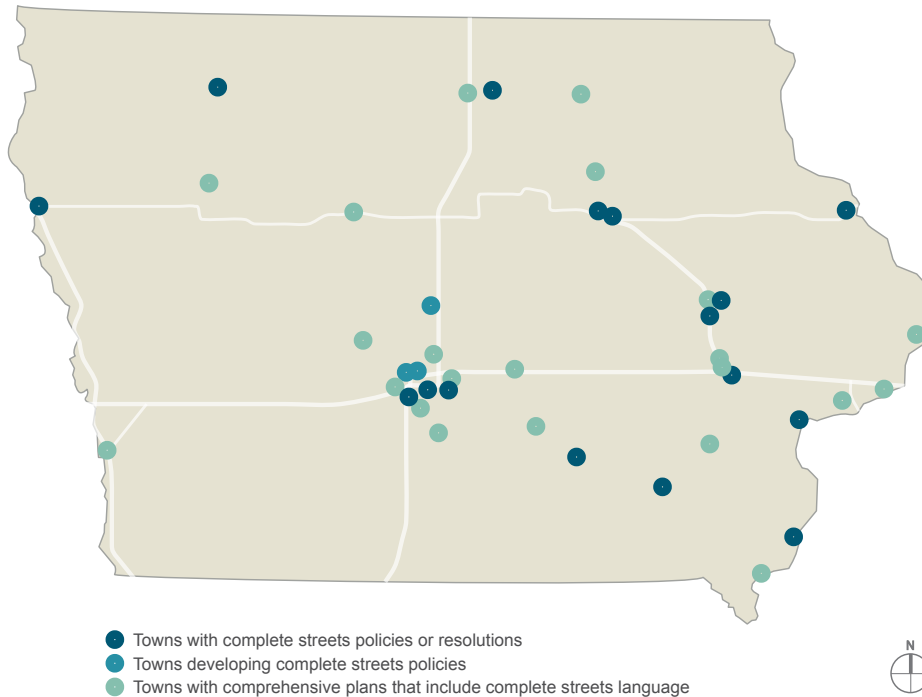 Towns with complete streets policies or resolutions
Towns developing complete streets policies
Towns with comprehensive plans that include complete streets language
N